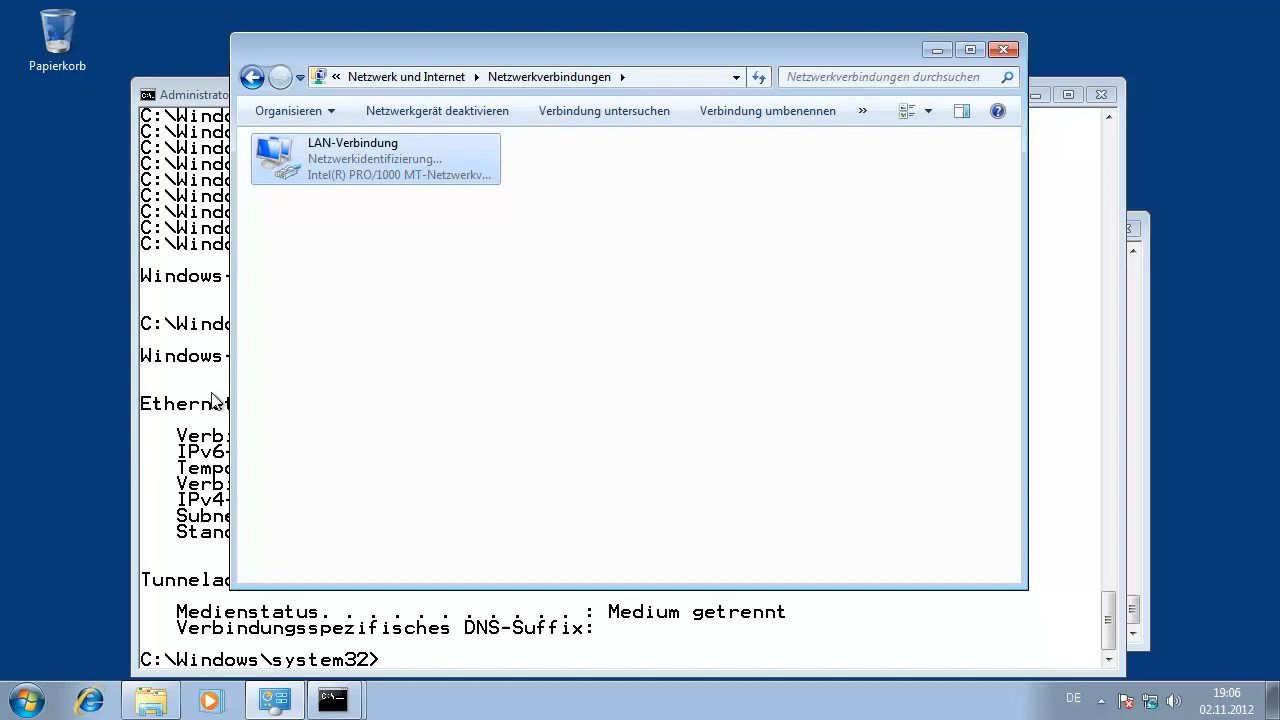 Papierkorb
Netzwerk und Internet
Netzwerkverbindungen
Netzwerkverbindungen durchsuchen
Administrato
Organisieren
Netzwerkgerät deaktivieren
Verbindung untersuchen
Verbindung umbenennen
»
LAN-Verbindung
Netzwerkidentifizierung...
Intel(R) PRO/1000 MT-Netzwerkv...
C:\Windo
C:\Windo
C:\Windo
C:\Windo
C:\Windo
C:\Windo
C:\Windo
C:\Windo
C:\Windo
Windows-
C:\Windo
Windows-
Ethernet
Verbi
IPv6-
Tempo
Verbi
IPv4-
Subne
Stand
Tunnelad
Medienstatus. . . . . . . . . . . : Medium getrennt
Verbindungsspezifisches DNS-Suffix:
C:\Windows\system32>
DE
19:06
02.11.2012